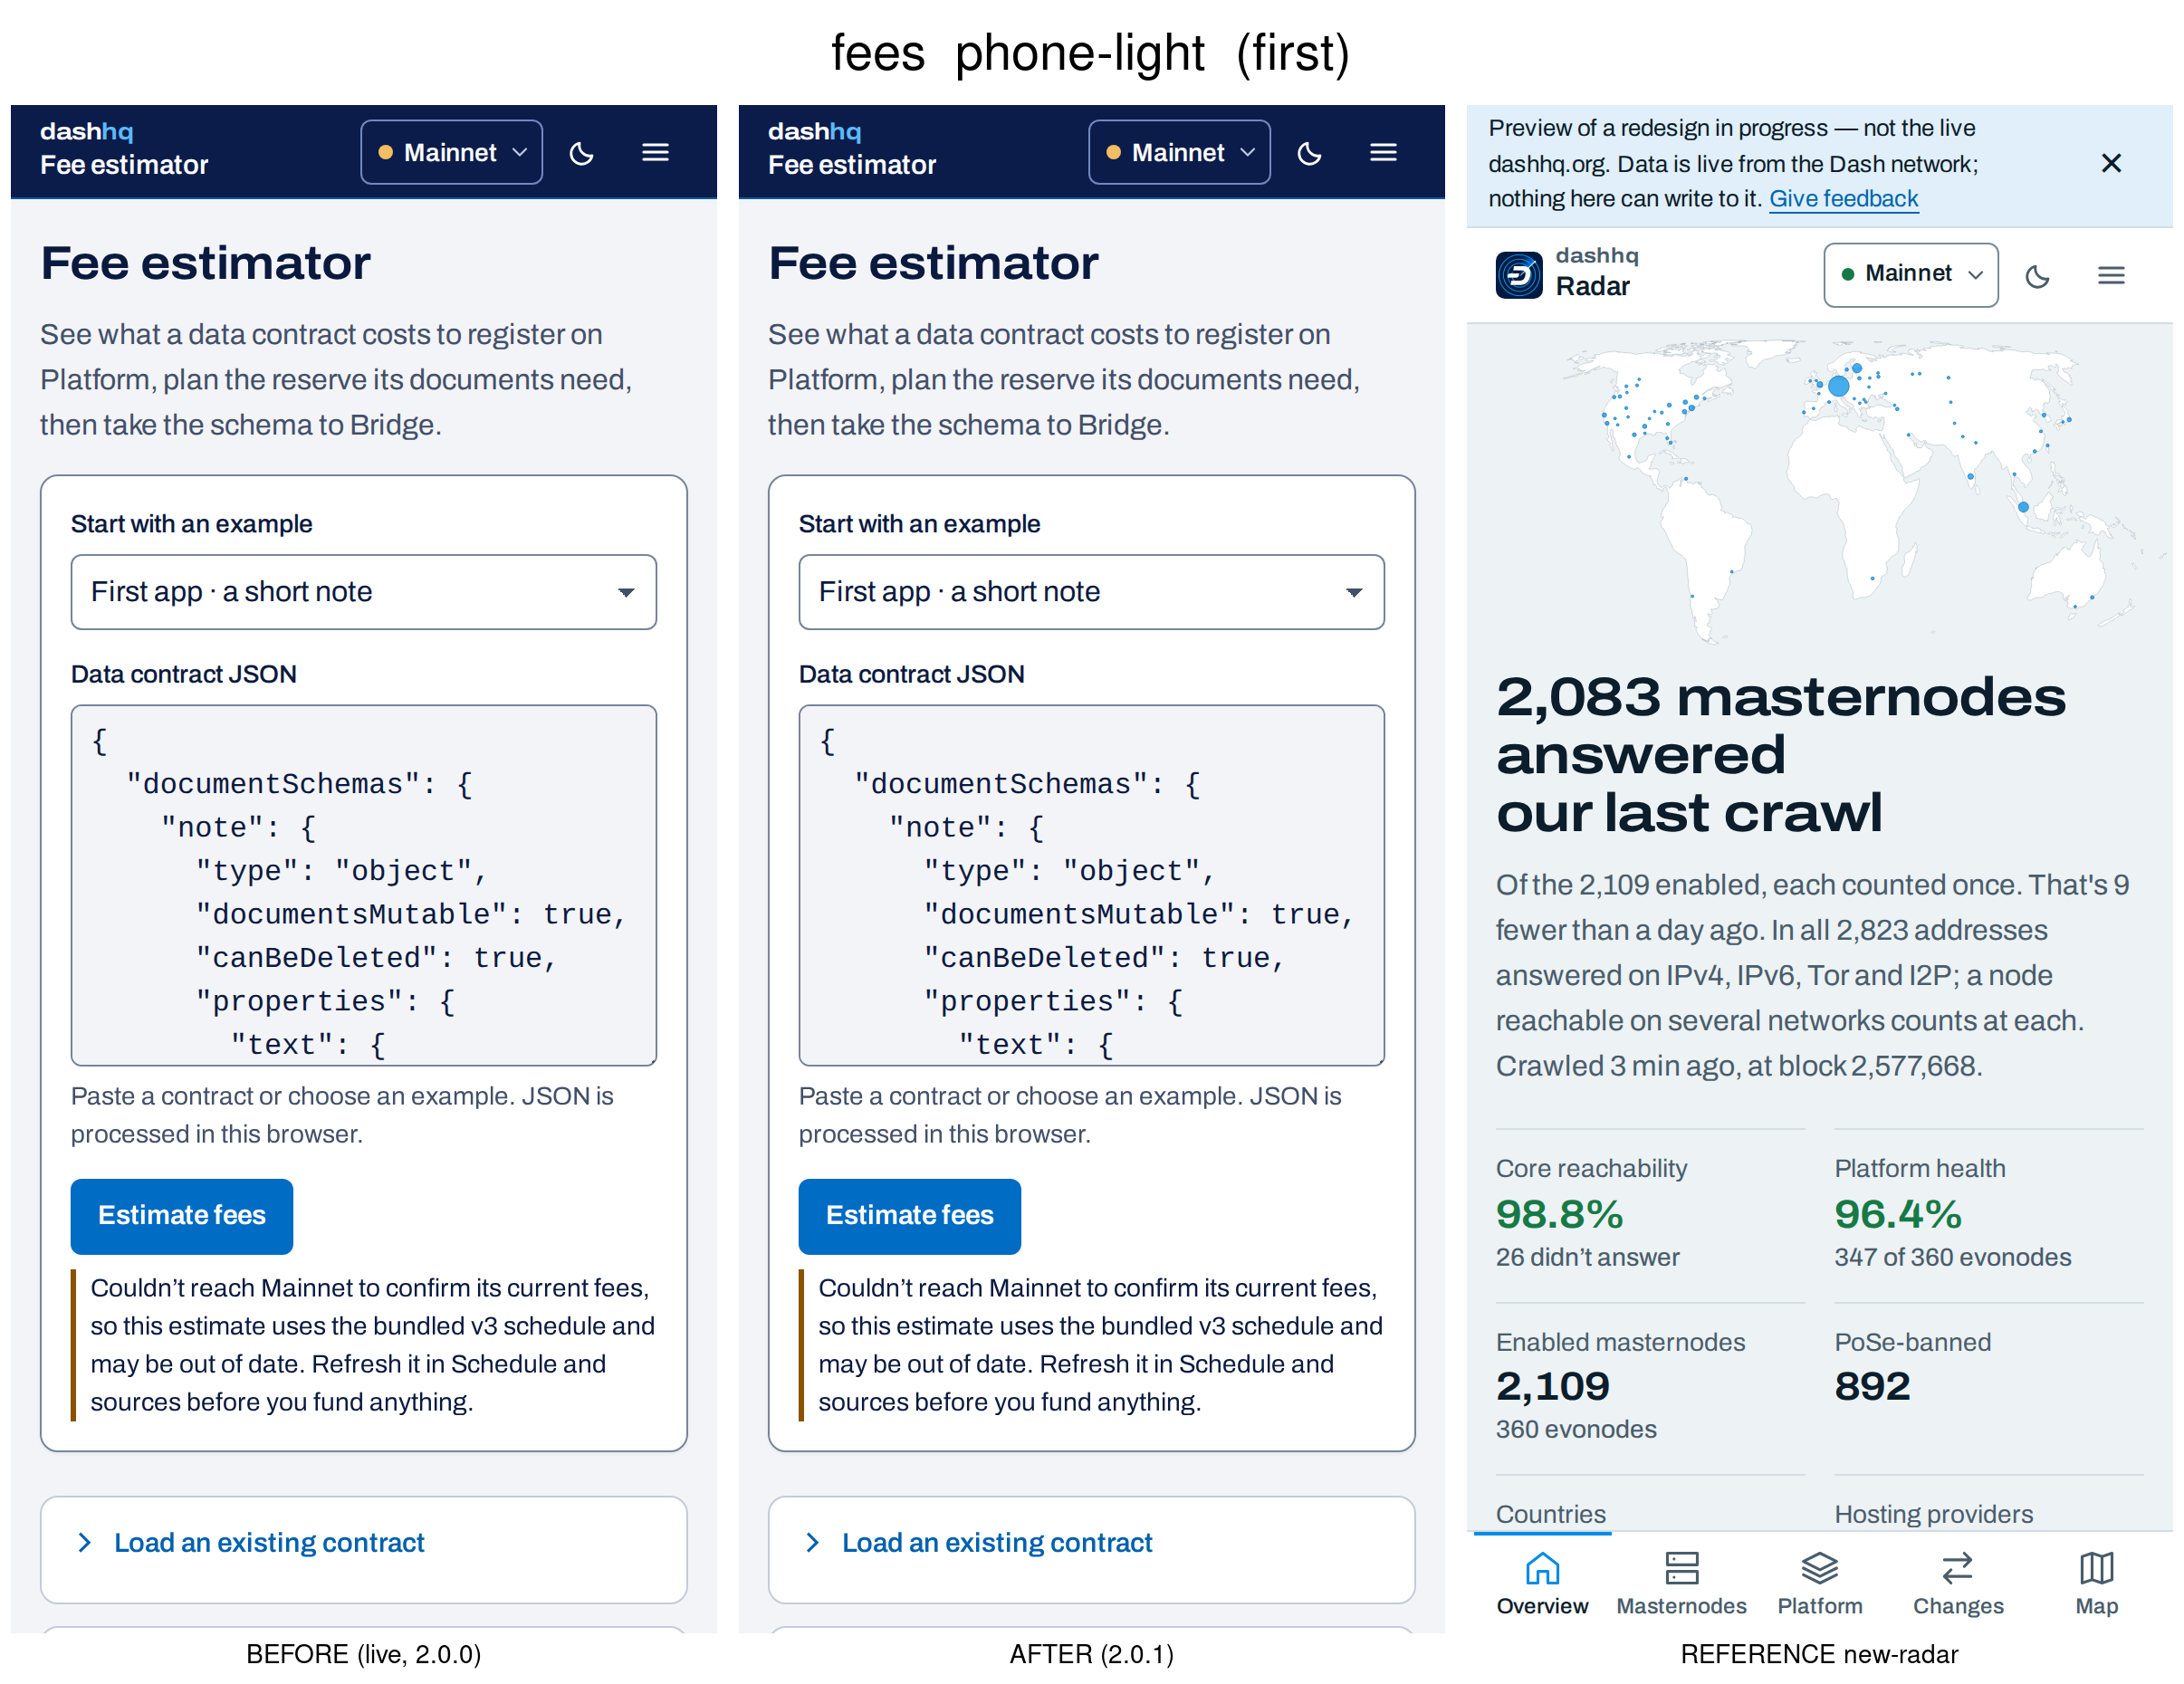 fees phone-light (first)
dashhq
Fee estimator
Mainnet
Fee estimator
See what a data contract costs to register on
Platform, plan the reserve its documents need,
then take the schema to Bridge.
Start with an example
First app · a short note
Data contract JSON
{
"documentSchemas": {
"note": {
"type": "object",
"documentsMutable": true,
"canBeDeleted": true,
"properties": {
"text": {
Paste a contract or choose an example. JSON is
processed in this browser.
Estimate fees
Couldn’t reach Mainnet to confirm its current fees,
so this estimate uses the bundled v3 schedule and
may be out of date. Refresh it in Schedule and
sources before you fund anything.
Load an existing contract
BEFORE (live, 2.0.0)
dashhq
Fee estimator
Mainnet
Fee estimator
See what a data contract costs to register on
Platform, plan the reserve its documents need,
then take the schema to Bridge.
Start with an example
First app · a short note
Data contract JSON
{
"documentSchemas": {
"note": {
"type": "object",
"documentsMutable": true,
"canBeDeleted": true,
"properties": {
"text": {
Paste a contract or choose an example. JSON is
processed in this browser.
Estimate fees
Couldn’t reach Mainnet to confirm its current fees,
so this estimate uses the bundled v3 schedule and
may be out of date. Refresh it in Schedule and
sources before you fund anything.
Load an existing contract
AFTER (2.0.1)
Preview of a redesign in progress — not the live
dashhq.org. Data is live from the Dash network;
nothing here can write to it. Give feedback
dashhq
Radar
Mainnet
2,083 masternodes
answered
our last crawl
Of the 2,109 enabled, each counted once. That's 9
fewer than a day ago. In all 2,823 addresses
answered on IPv4, IPv6, Tor and I2P; a node
reachable on several networks counts at each.
Crawled 3 min ago, at block 2,577,668.
Core reachability
98.8%
26 didn’t answer
Platform health
96.4%
347 of 360 evonodes
Enabled masternodes
2,109
360 evonodes
PoSe-banned
892
Countries
Hosting providers
Overview
Masternodes
Platform
Changes
Map
REFERENCE new-radar